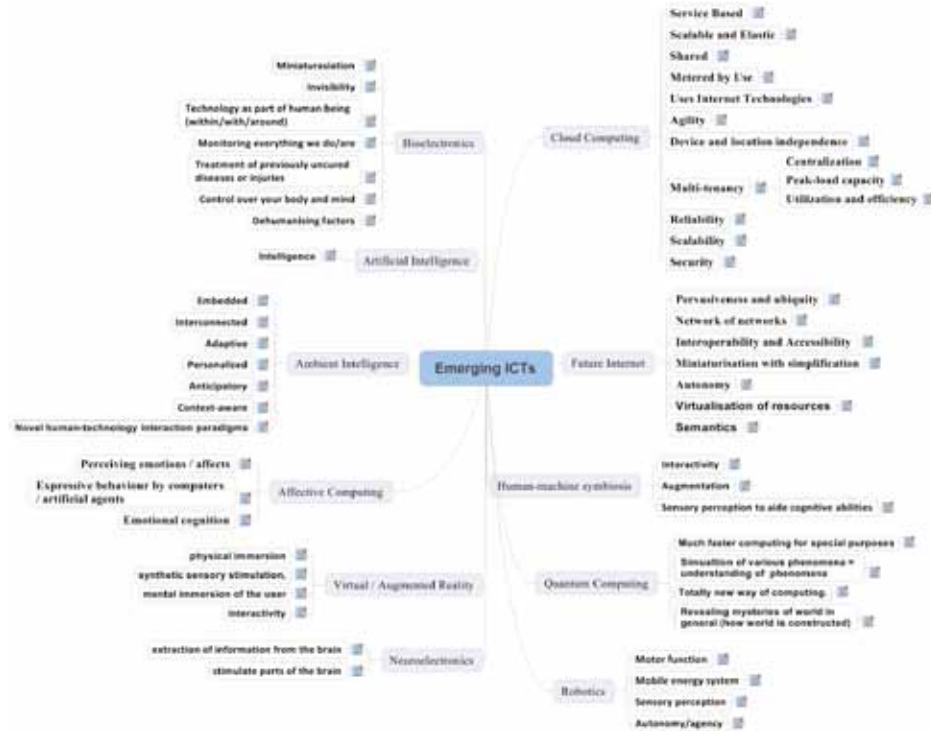 Emerging ICTs
Bioelectronics
Miniaturasiation
Invisibility
Technology as part of human being
(within/with/around)
Monitoring everything we do/are
Treatment of previously uncured
diseases or injuries
Control over your body and mind
Dehumanising factors
Artificial Intelligence
Intelligence
Ambient Intelligence
Embedded
Interconnected
Adaptive
Personalised
Anticipatory
Context-aware
Novel human-technology interaction paradigms
Affective Computing
Perceiving emotions / affects
Expressive behaviour by computers
/ artificial agents
Emotional cognition
Virtual / Augmented Reality
physical immersion
synthetic sensory stimulation,
mental immersion of the user
interactivity
Neuroelectronics
extraction of information from the brain
stimulate parts of the brain
Cloud Computing
Service Based
Scalable and Elastic
Shared
Metered by Use
Uses Internet Technologies
Agility
Device and location independence
Multi-tenancy
Centralization
Peak-load capacity
Utilization and efficiency
Reliability
Scalability
Security
Future Internet
Pervasiveness and ubiquity
Network of networks
Interoperability and Accessibility
Miniaturisation with simplification
Autonomy
Virtualisation of resources
Semantics
Human-machine symbiosis
Interactivity
Augmentation
Sensory perception to aide cognitive abilities
Quantum Computing
Much faster computing for special purposes
Simualtion of various phenomena =
understanding of phenomena
Totally new way of computing.
Revealing mysteries of world in
general (how world is constructed)
Robotics
Motor function
Mobile energy system
Sensory perception
Autonomy/agency